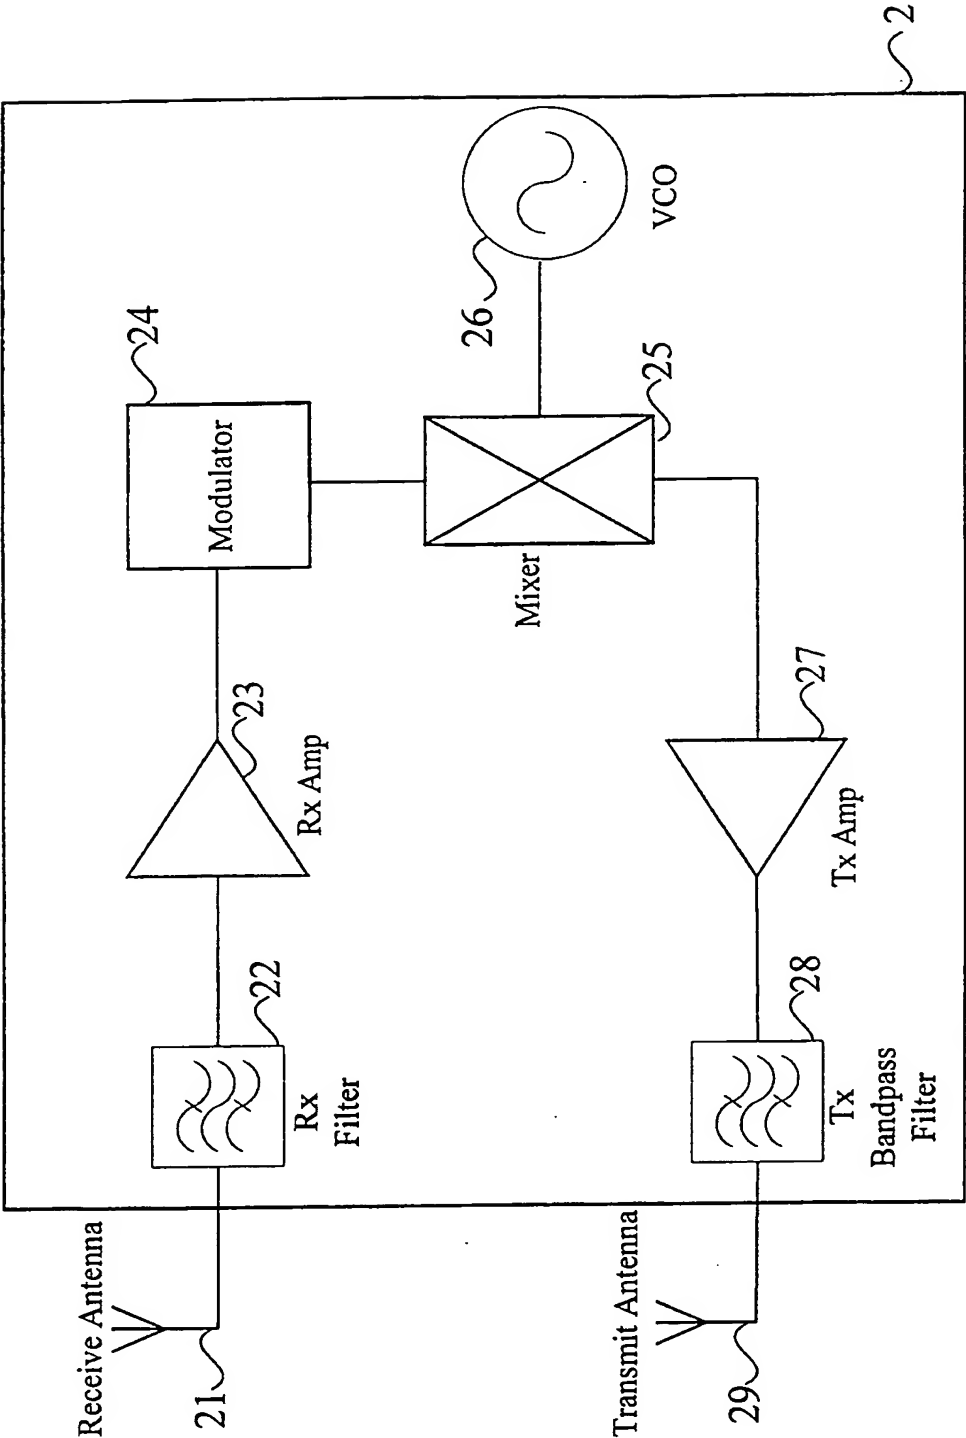 Receive Antenna
21
Rx
Filter
22
Rx Amp
23
Modulator
24
Mixer
25
26
VCO
2
Transmit Antenna
29
Tx
Bandpass
Filter
28
Tx Amp
27